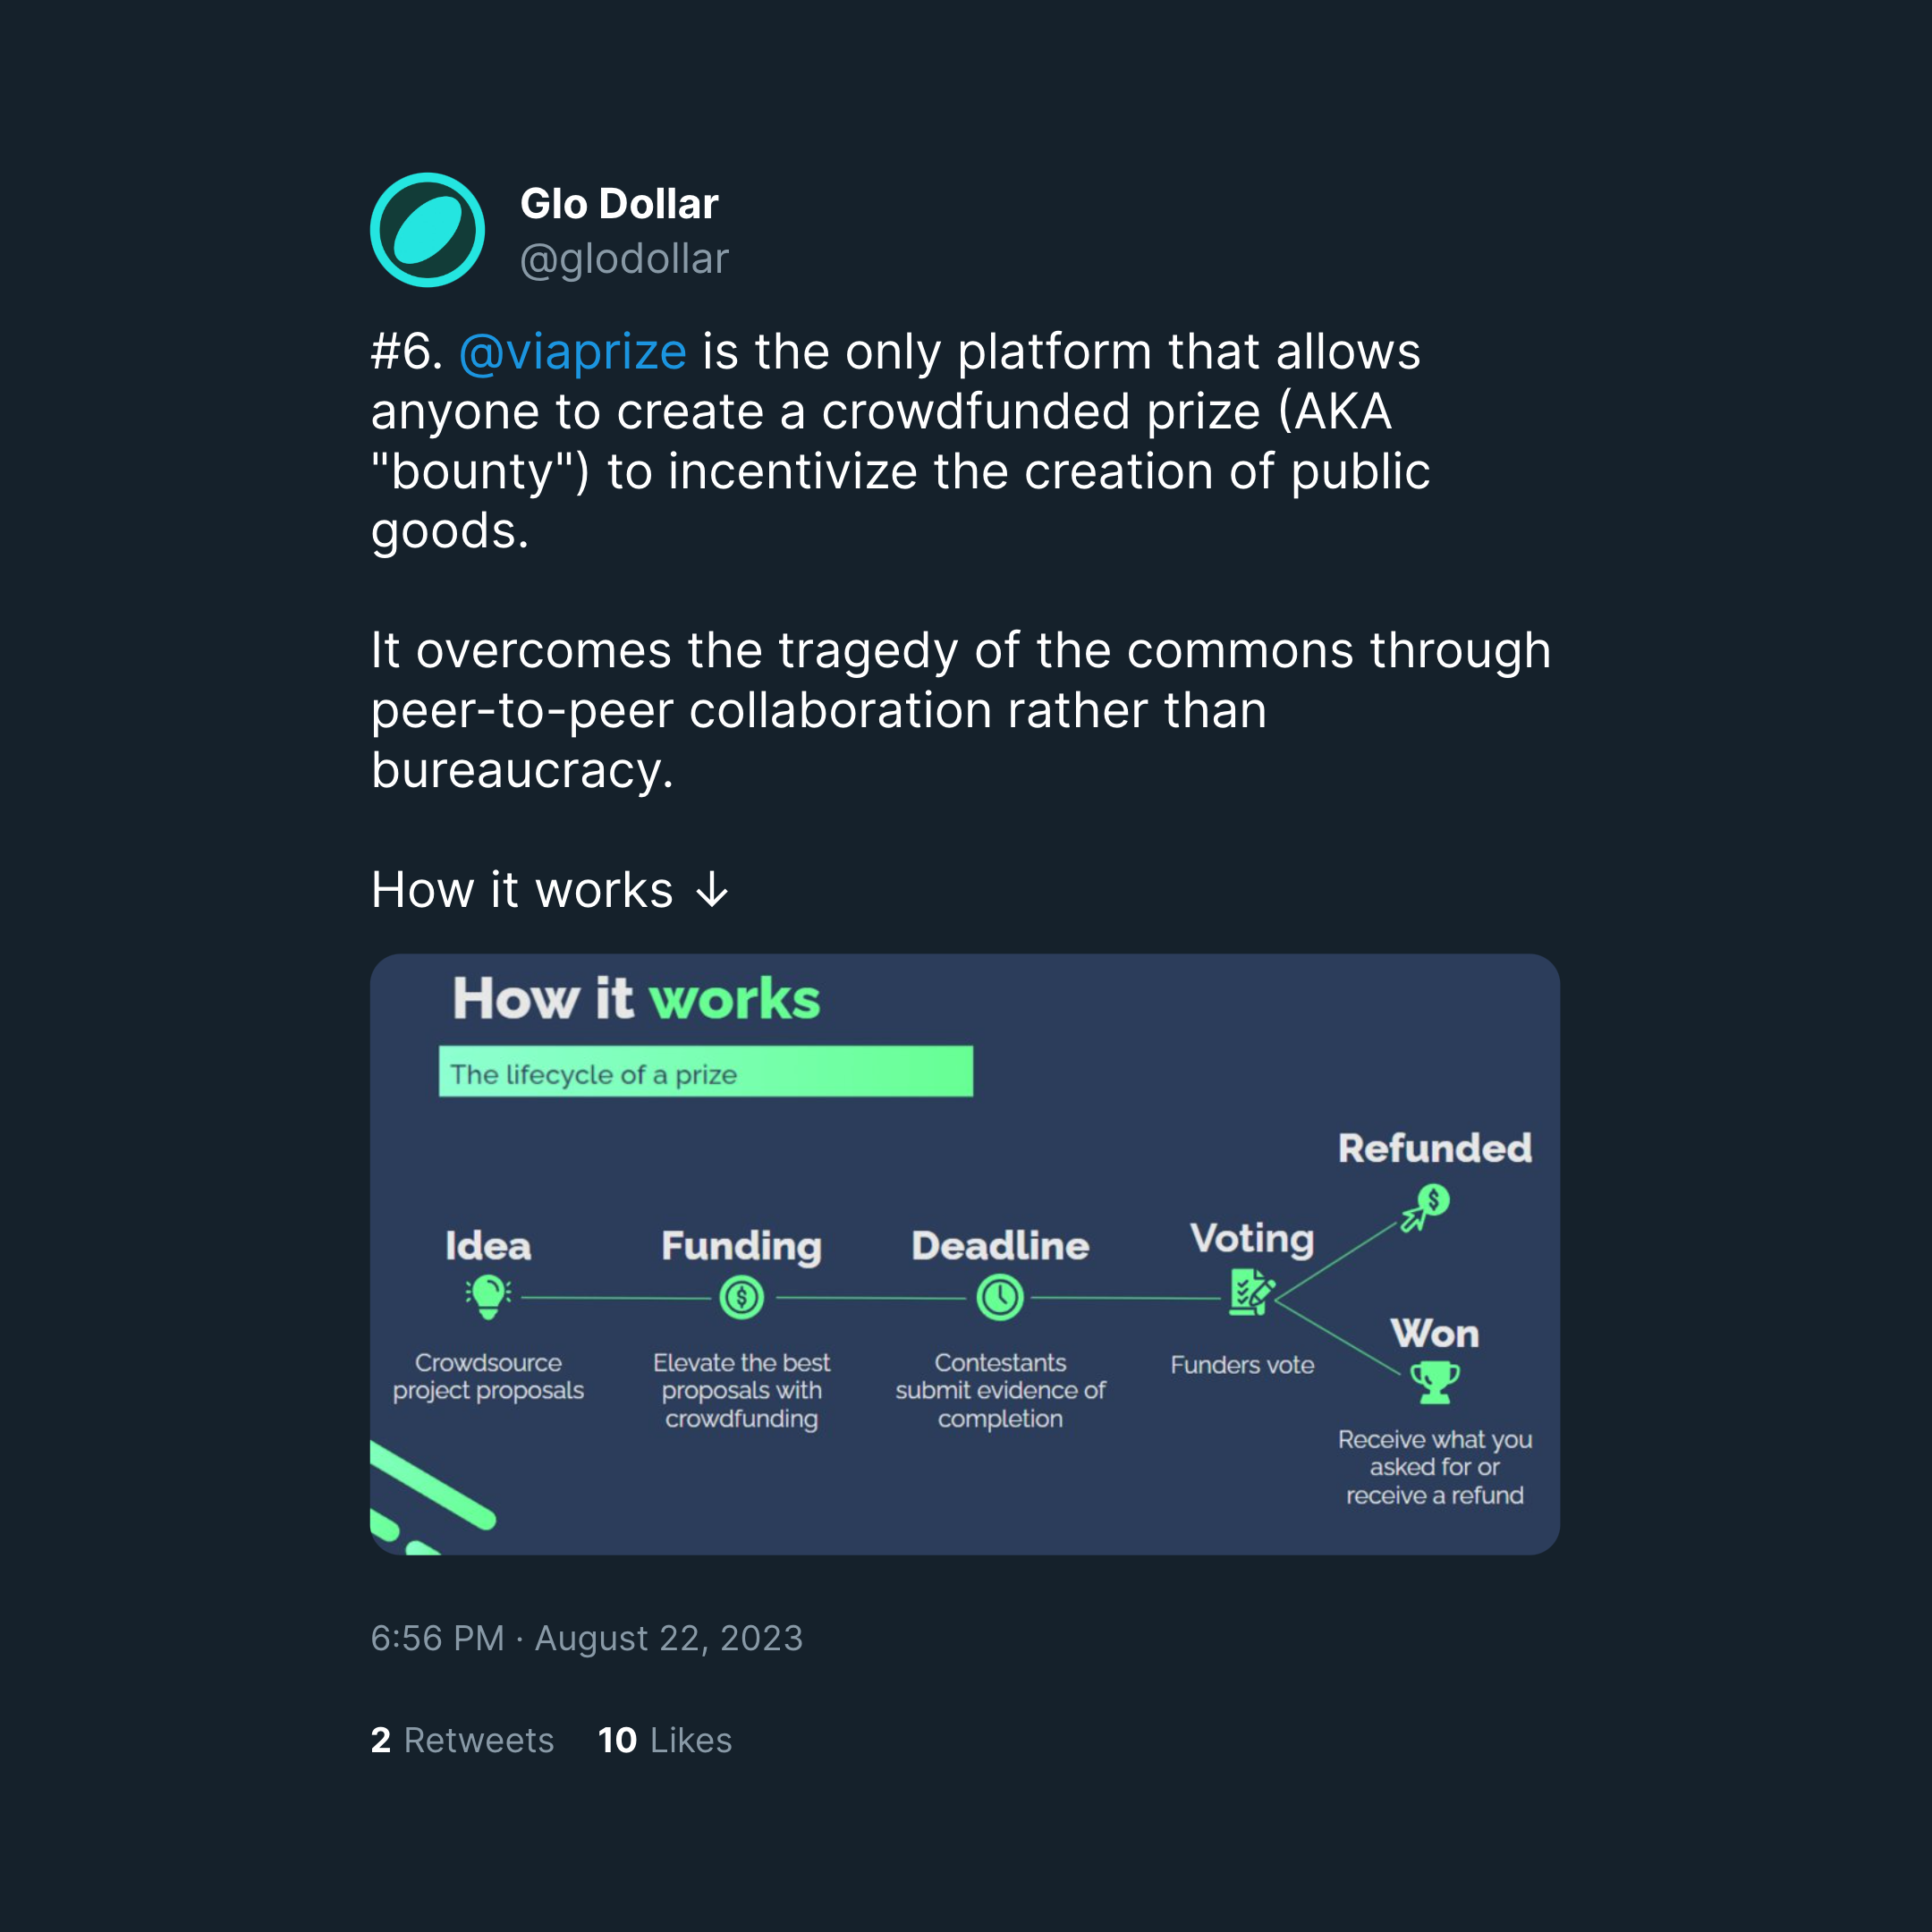 Glo Dollar
@glodollar
#6. @viaprize is the only platform that allows
anyone to create a crowdfunded prize (AKA
"bounty") to incentivize the creation of public
goods.
It overcomes the tragedy of the commons through
peer-to-peer collaboration rather than
bureaucracy.
How it works ↓
How it works
The lifecycle of a prize
Idea
Crowdsource
project proposals
Funding
Elevate the best
proposals with
crowdfunding
Deadline
Contestants
submit evidence of
completion
Voting
Funders vote
Refunded
Won
Receive what you
asked for or
receive a refund
6:56 PM · August 22, 2023
2 Retweets 10 Likes